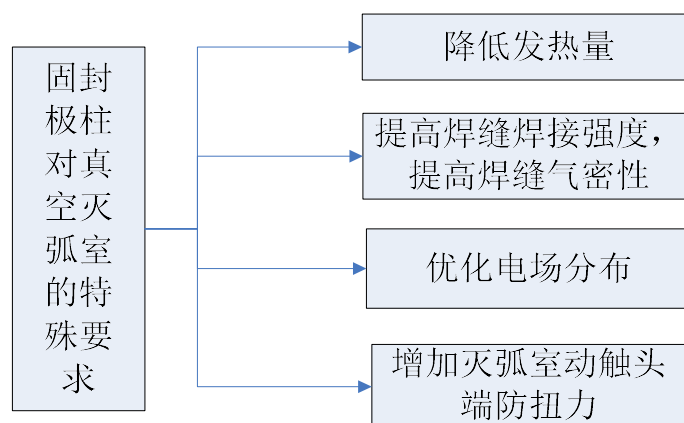 固封
极柱
对真
空灭
弧室
的特
殊要
求
降低发热量
提高焊缝焊接强度，
提高焊缝气密性
优化电场分布
增加灭弧室动触头
端防扭力